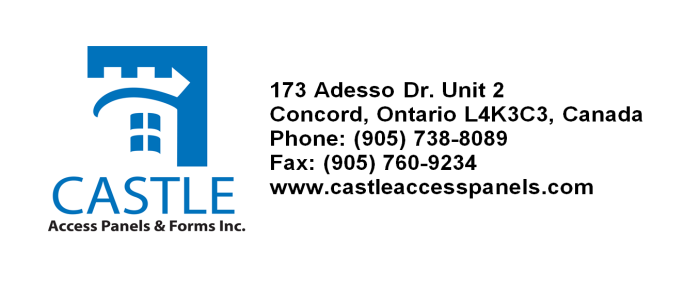 CASTLE
Access Panels & Forms Inc.
173 Adesso Dr. Unit 2
Concord, Ontario L4K3C3, Canada
Phone: (905) 738-8089
Fax: (905) 760-9234
www.castleaccesspanels.com